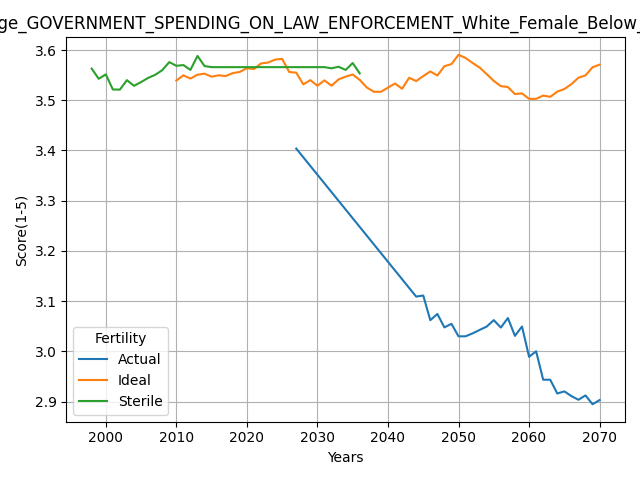 ge_GOVERNMENT_SPENDING_ON_LAW_ENFORCEMENT_White_Female_Below_
3.6
3.5
3.4
3.3
3.2
3.1
3.0
2.9
Score(1-5)
Fertility
Actual
Ideal
Sterile
2000 2010 2020 2030 2040 2050 2060 2070
Years